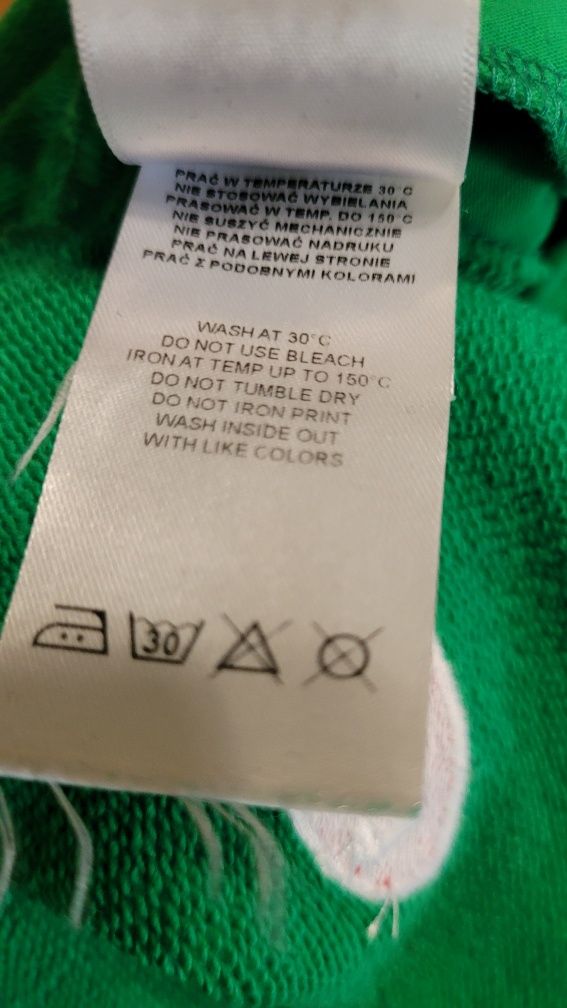 PRAĆ W TEMPERATURZE 30°C
NIE STOSOWAĆ WYBIELANIA
PRASOWAĆ W TEMP. DO 150°C
NIE SUSZYĆ MECHANICZNIE
NIE PRASOWAĆ NADRUKU
PRAĆ NA LEWEJ STRONIE
PRAĆ Z PODOBNYMI KOLORAMI
WASH AT 30°C
DO NOT USE BLEACH
IRON AT TEMP UP TO 150°C
DO NOT TUMBLE DRY
DO NOT IRON PRINT
WASH INSIDE OUT
WITH LIKE COLORS
30